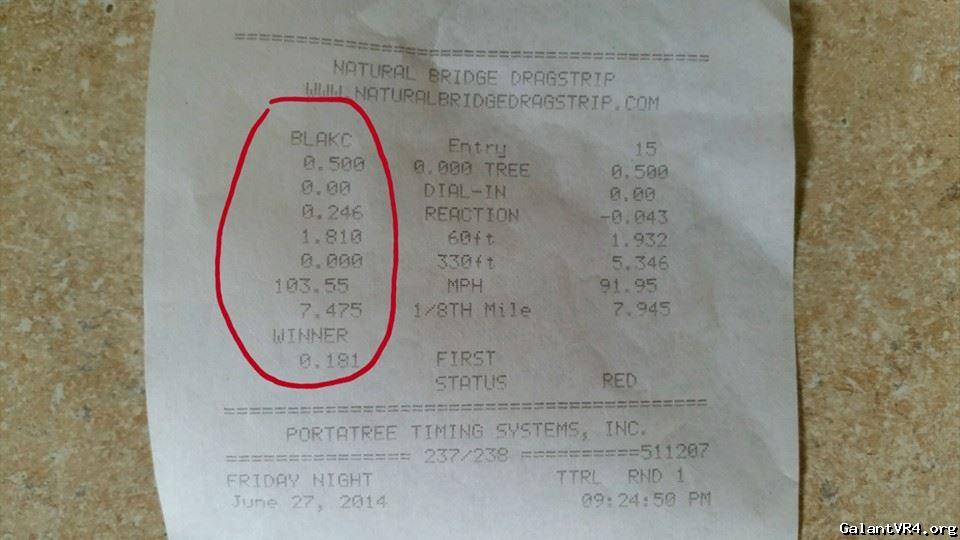 ========================================
NATURAL BRIDGE DRAGSTRIP
WWW.NATURALBRIDGEDRAGSTRIP.COM
BLAKC Entry 15
0.500 0.000 TREE 0.500
0.00 DIAL-IN 0.00
0.246 REACTION -0.043
1.810 60ft 1.932
0.000 330ft 5.346
103.55 MPH 91.95
7.475 1/8TH Mile 7.945
WINNER
0.181 FIRST
STATUS RED
========================================
PORTATREE TIMING SYSTEMS, INC.
=============== 237/238 ==========511207
FRIDAY NIGHT TTRL RND 1
June 27, 2014 09:24:50 PM
GalantVR4.org